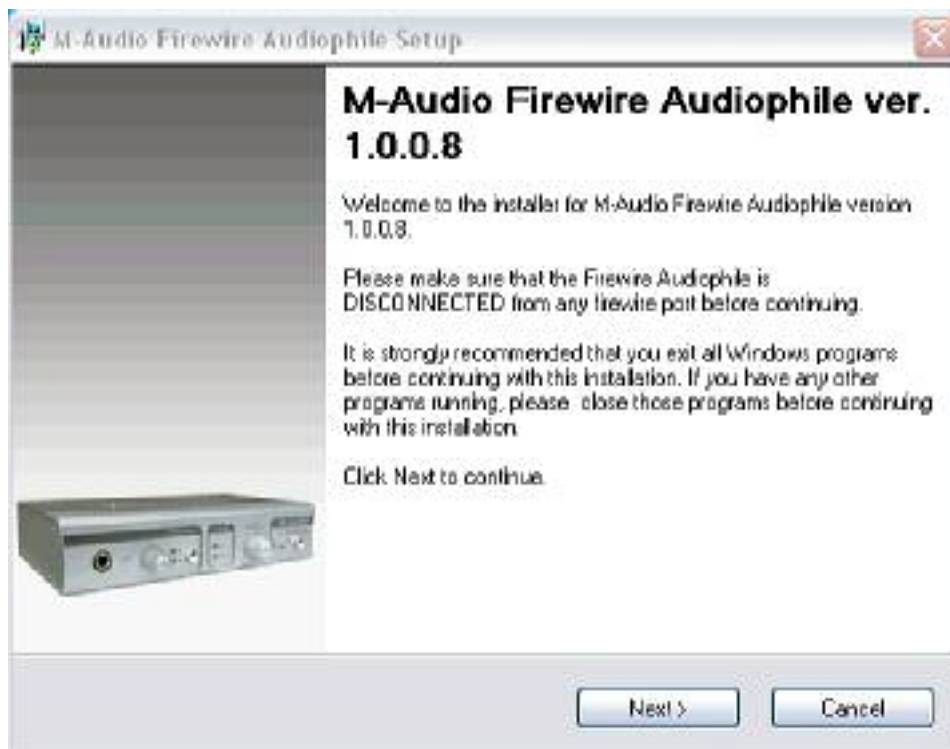 M-Audio Firewire Audiophile Setup
M-Audio Firewire Audiophile ver.
1.0.0.8
Welcome to the installer for M-Audio Firewire Audiophile version
1.0.0.8.
Please make sure that the Firewire Audiophile is
DISCONNECTED from any firewire port before continuing.
It is strongly recommended that you exit all Windows programs
before continuing with this installation. If you have any other
programs running, please close those programs before continuing
with this installation.
Click Next to continue.
Next >
Cancel